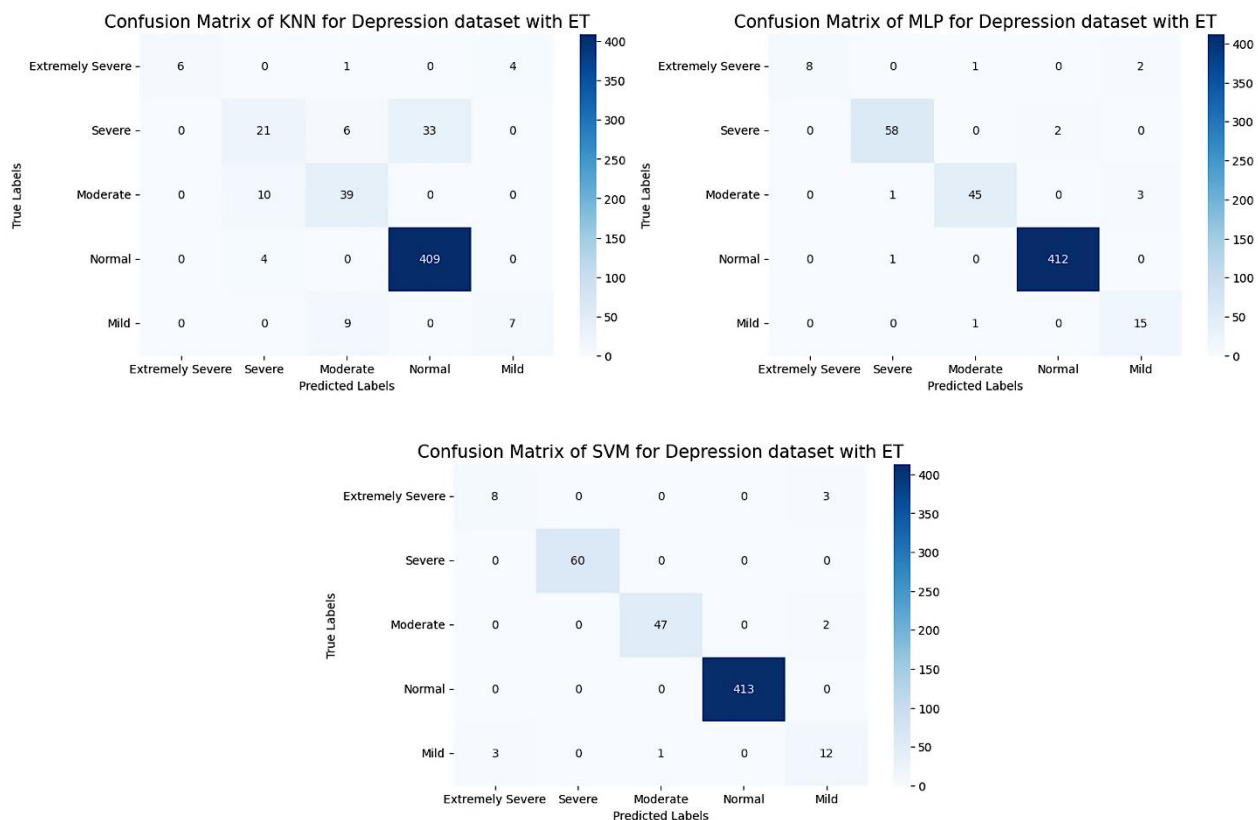 Confusion Matrix of KNN for Depression dataset with ET
True Labels
Extremely Severe 6 0 1 0 4
Severe 0 21 6 33 0
Moderate 0 10 39 0 0
Normal 0 4 0 409 0
Mild 0 0 9 0 7
Extremely Severe Severe Moderate Normal Mild
Predicted Labels
400
350
300
250
200
150
100
50
0
Confusion Matrix of MLP for Depression dataset with ET
True Labels
Extremely Severe 8 0 1 0 2
Severe 0 58 0 2 0
Moderate 0 1 45 0 3
Normal 0 1 0 412 0
Mild 0 0 1 0 15
Extremely Severe Severe Moderate Normal Mild
Predicted Labels
400
350
300
250
200
150
100
50
0
Confusion Matrix of SVM for Depression dataset with ET
True Labels
Extremely Severe 8 0 0 0 3
Severe 0 60 0 0 0
Moderate 0 0 47 0 2
Normal 0 0 0 413 0
Mild 3 0 1 0 12
Extremely Severe Severe Moderate Normal Mild
Predicted Labels
400
350
300
250
200
150
100
50
0